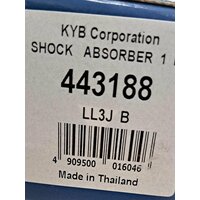 KYB Corporation
SHOCK ABSORBER 1
443188
LL3J B
4 909500 016046
Made in Thailand